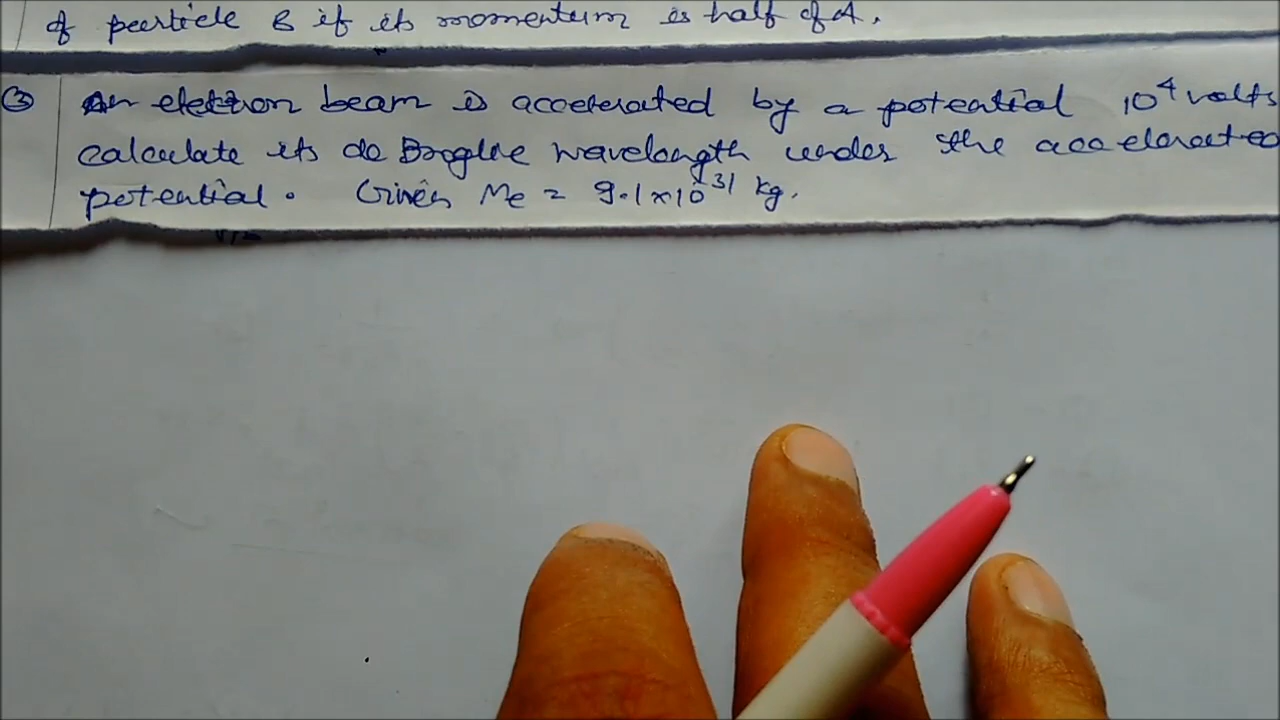 of particle B if its momentum is half of A.
③ An electron beam is accelerated by a potential 10⁴ volts
calculate its de Broglie wavelength under the accelerated
potential. Given Me = 9.1×10⁻³¹ kg.